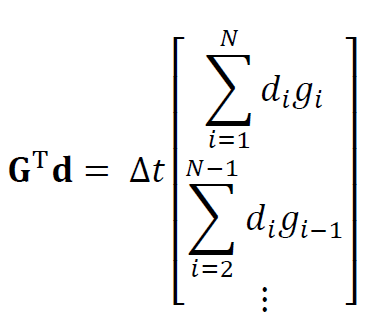 N
∑ dᵢgᵢ
i=1
𝐆ᵀ𝐝 = Δt
N−1
∑ dᵢgᵢ₋₁
i=2
⋮